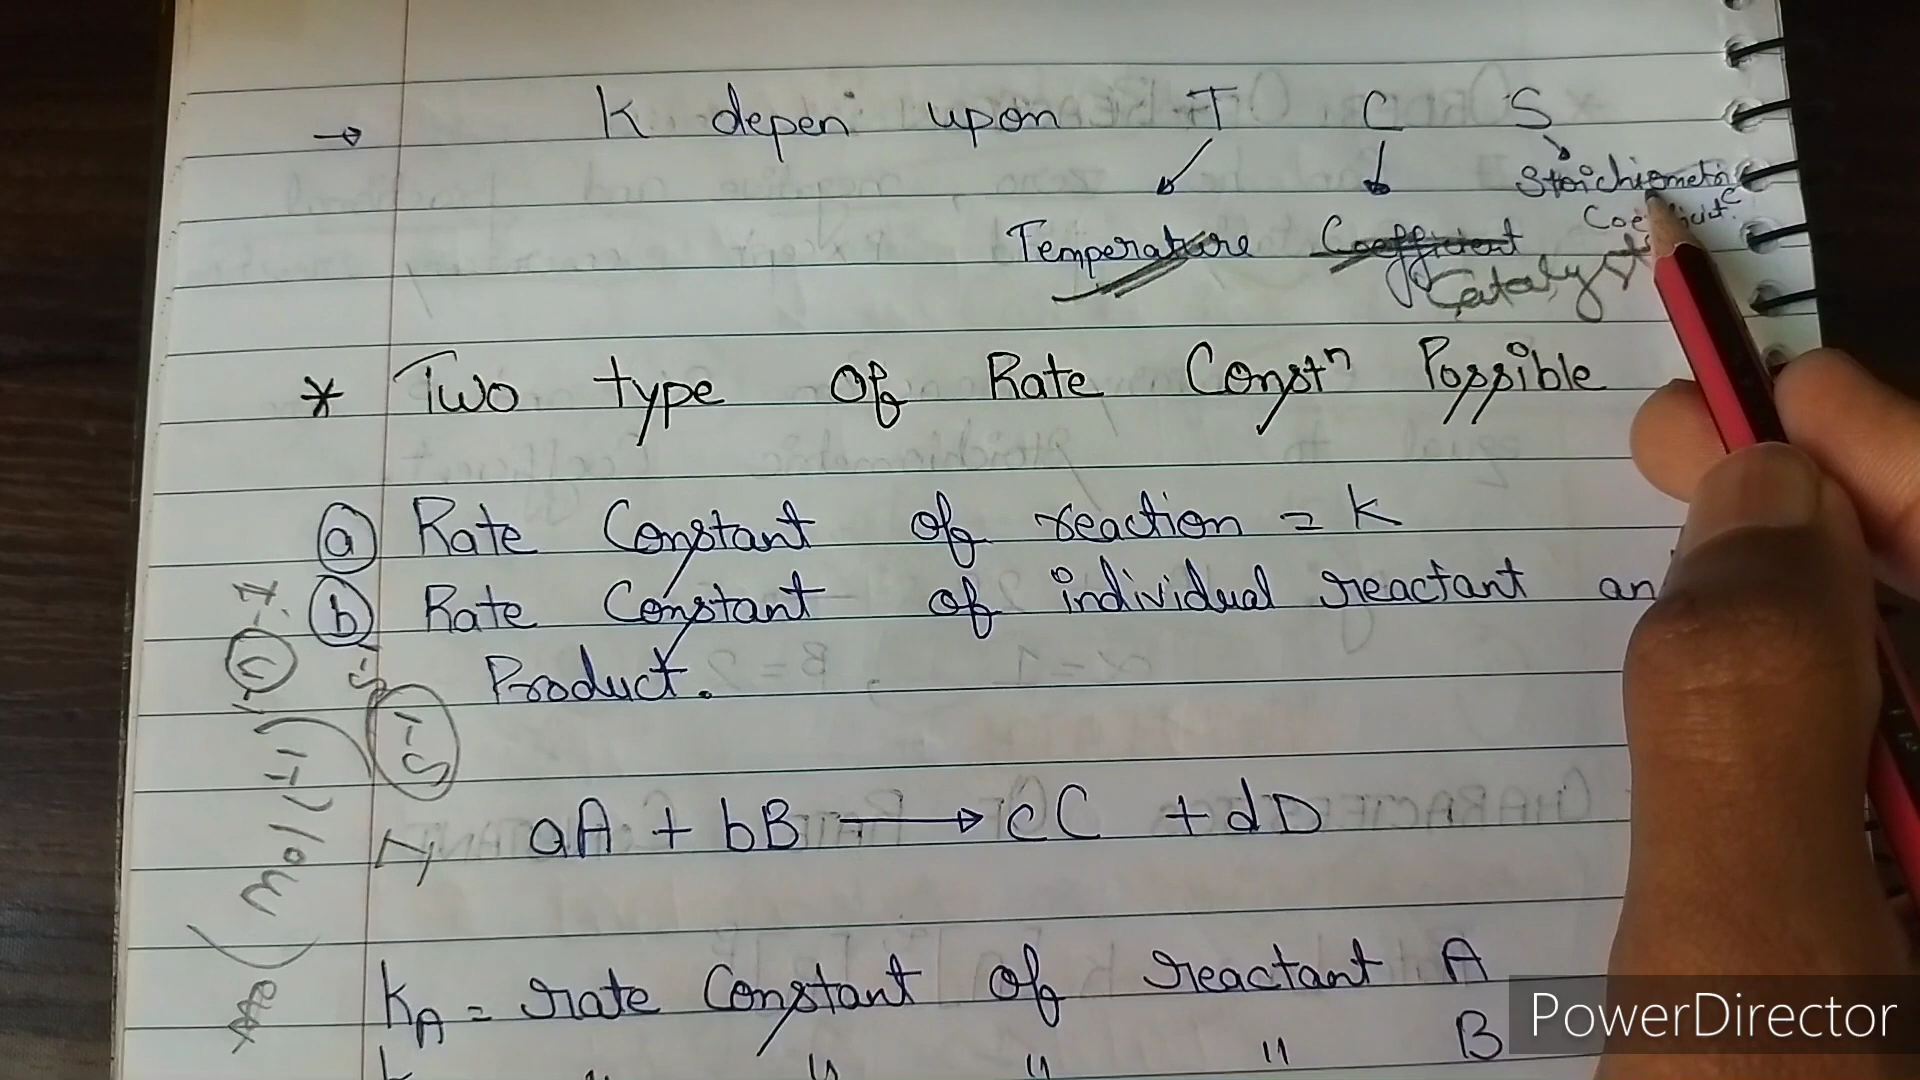 → K depen upon T C S
Stoichiometric
Temperature Coefficient
Catalyst
* Two type of Rate Constⁿ Possible
(a) Rate Constant of reaction = k
(b) Rate Constant of individual reactant an
Product.
aA + bB → cC + dD
kA = rate Constant of reactant A
" " " B
PowerDirector